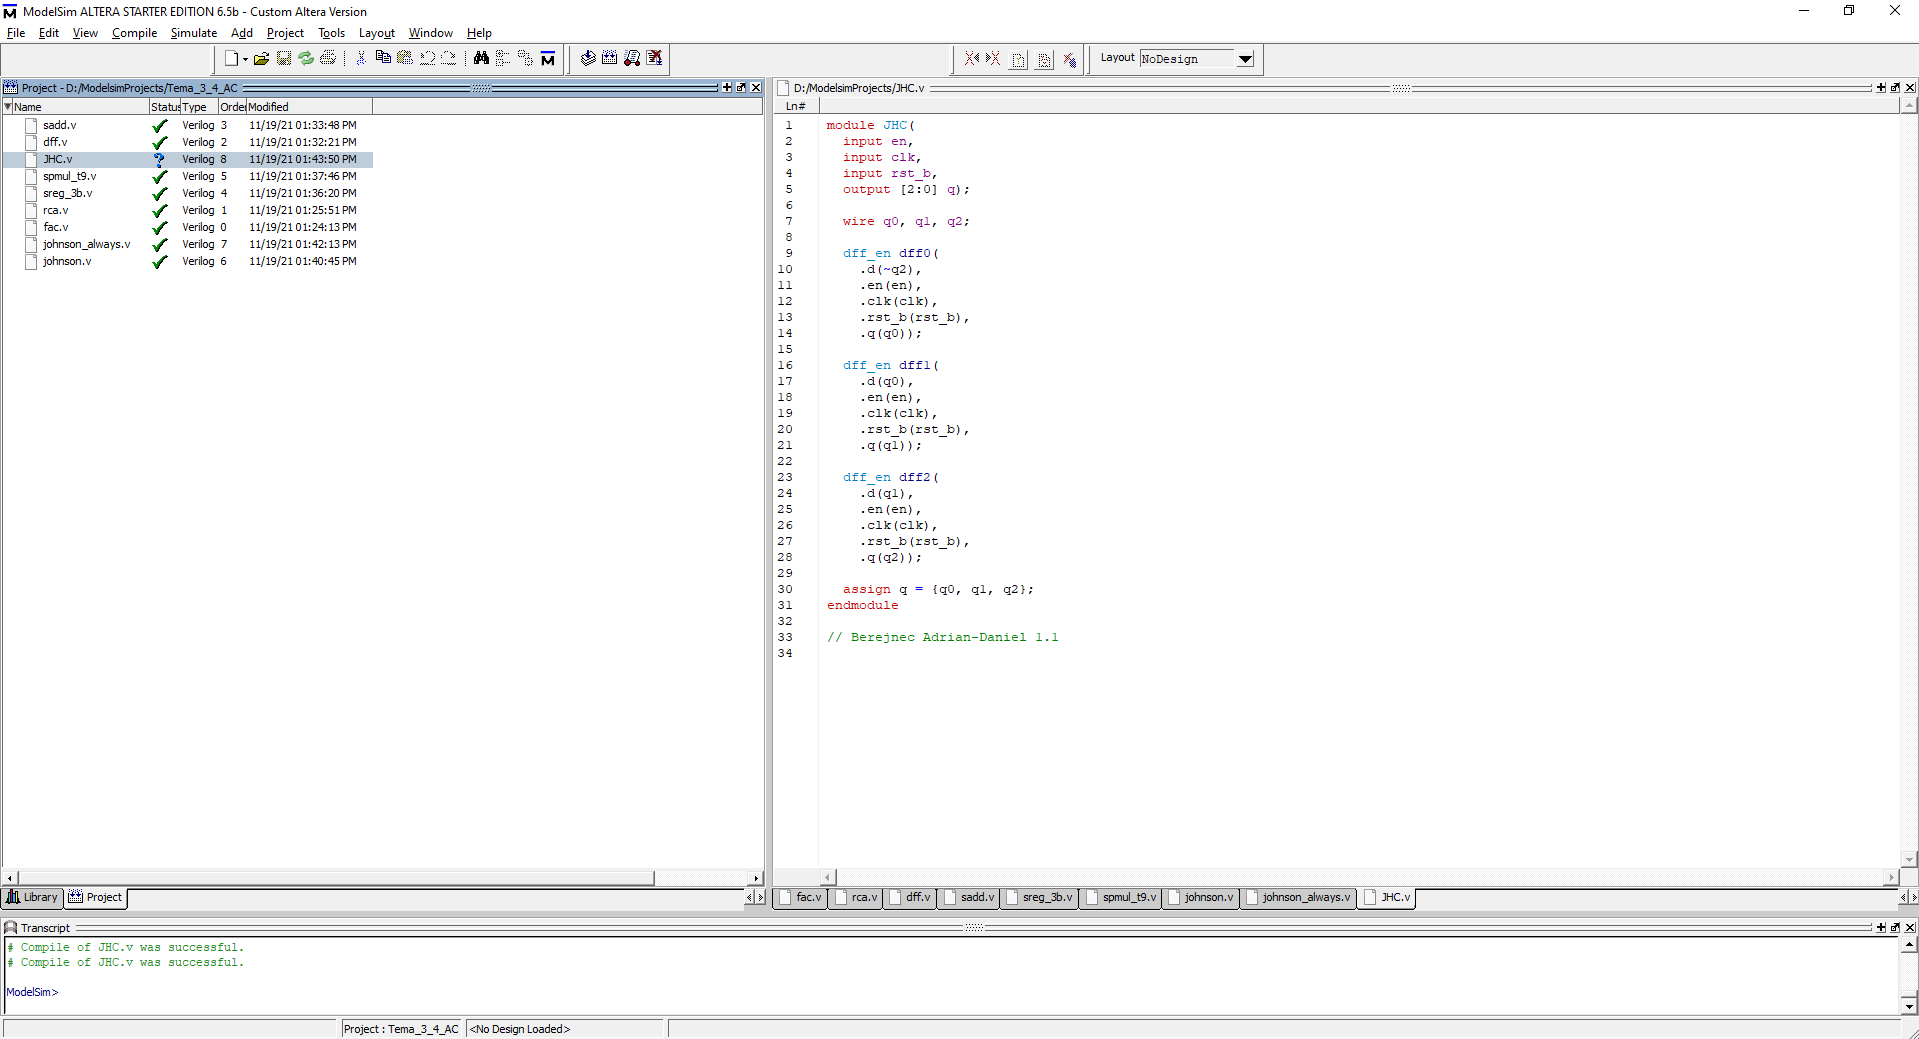 ModelSim ALTERA STARTER EDITION 6.5b - Custom Altera Version
File Edit View Compile Simulate Add Project Tools Layout Window Help
Layout NoDesign
Project - D:/ModelsimProjects/Tema_3_4_AC
Name Status Type Order Modified
sadd.v Verilog 3 11/19/21 01:33:48 PM
dff.v Verilog 2 11/19/21 01:32:21 PM
JHC.v ? Verilog 8 11/19/21 01:43:50 PM
spmul_t9.v Verilog 5 11/19/21 01:37:46 PM
sreg_3b.v Verilog 4 11/19/21 01:36:20 PM
rca.v Verilog 1 11/19/21 01:25:51 PM
fac.v Verilog 0 11/19/21 01:24:13 PM
johnson_always.v Verilog 7 11/19/21 01:42:13 PM
johnson.v Verilog 6 11/19/21 01:40:45 PM
Library Project
D:/ModelsimProjects/JHC.v
Ln#
1 module JHC(
2 input en,
3 input clk,
4 input rst_b,
5 output [2:0] q);
6
7 wire q0, q1, q2;
8
9 dff_en dff0(
10 .d(~q2),
11 .en(en),
12 .clk(clk),
13 .rst_b(rst_b),
14 .q(q0));
15
16 dff_en dff1(
17 .d(q0),
18 .en(en),
19 .clk(clk),
20 .rst_b(rst_b),
21 .q(q1));
22
23 dff_en dff2(
24 .d(q1),
25 .en(en),
26 .clk(clk),
27 .rst_b(rst_b),
28 .q(q2));
29
30 assign q = {q0, q1, q2};
31 endmodule
32
33 // Berejnec Adrian-Daniel 1.1
34
fac.v rca.v dff.v sadd.v sreg_3b.v spmul_t9.v johnson.v johnson_always.v JHC.v
Transcript
# Compile of JHC.v was successful.
# Compile of JHC.v was successful.
ModelSim>
Project : Tema_3_4_AC <No Design Loaded>